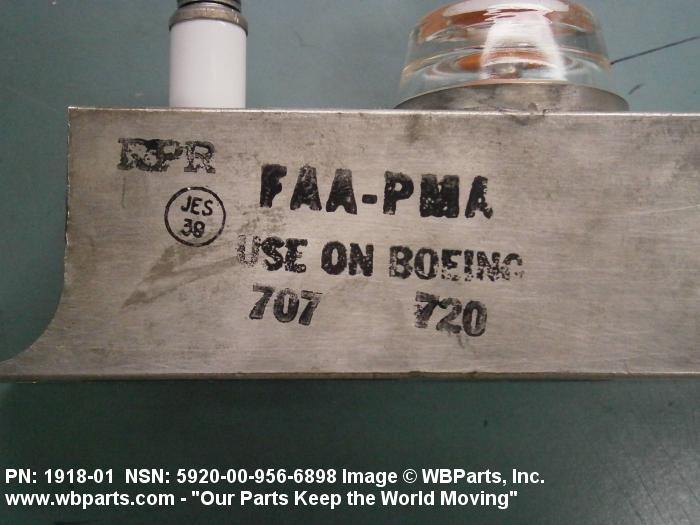 R&PR
FAA-PMA
JES
38
USE ON BOEING
707 720
PN: 1918-01 NSN: 5920-00-956-6898 Image © WBParts, Inc.
www.wbparts.com - "Our Parts Keep the World Moving"